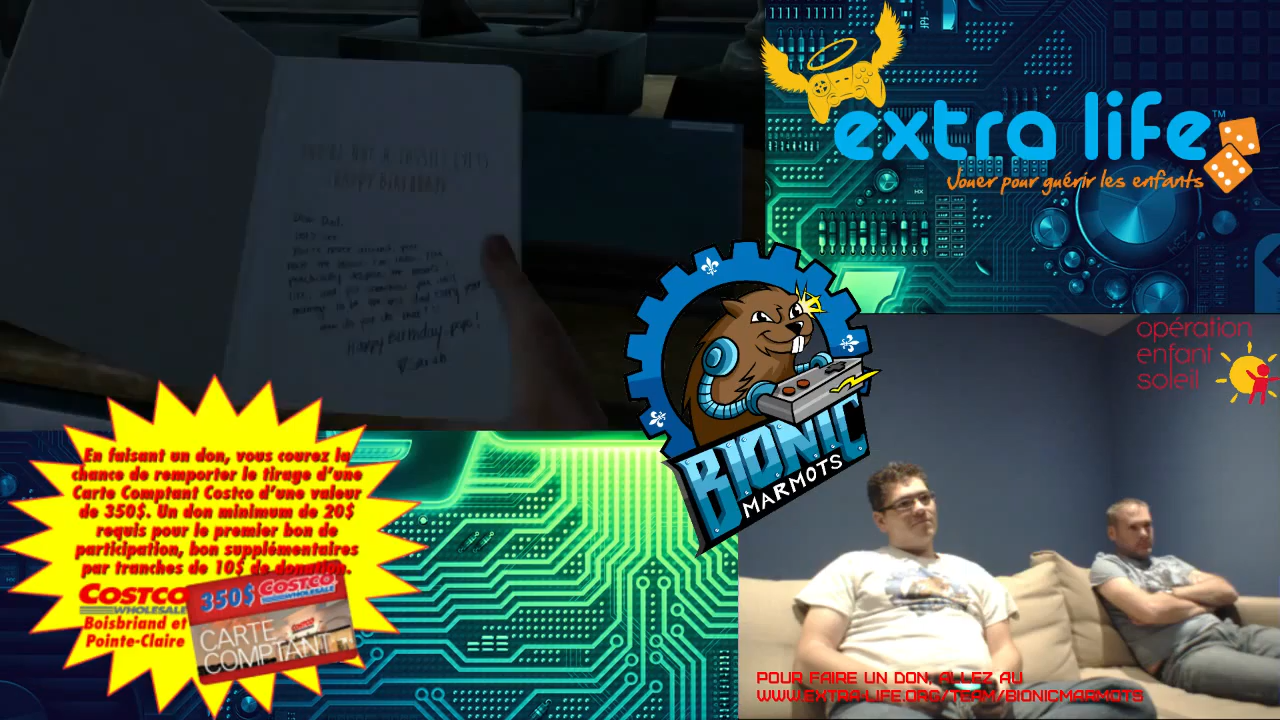 Dear Dad,
Happy Birthday, papa!
Sarah
extra life™
Jouer pour guérir les enfants
opération
enfant
soleil
BIONIC
MARMOTS
En faisant un don, vous courez la
chance de remporter le tirage d'une
Carte Comptant Costco d'une valeur
de 350$. Un don minimum de 20$
requis pour le premier bon de
participation, bon supplémentaires
par tranches de 10$ de donation.
COSTCO
WHOLESALE
Boisbriand et
Pointe-Claire
350$ COSTCO
WHOLESALE
CARTE
COMPTANT
POUR FAIRE UN DON, ALLEZ AU
WWW.EXTRA-LIFE.ORG/TEAM/BIONICMARMOTS